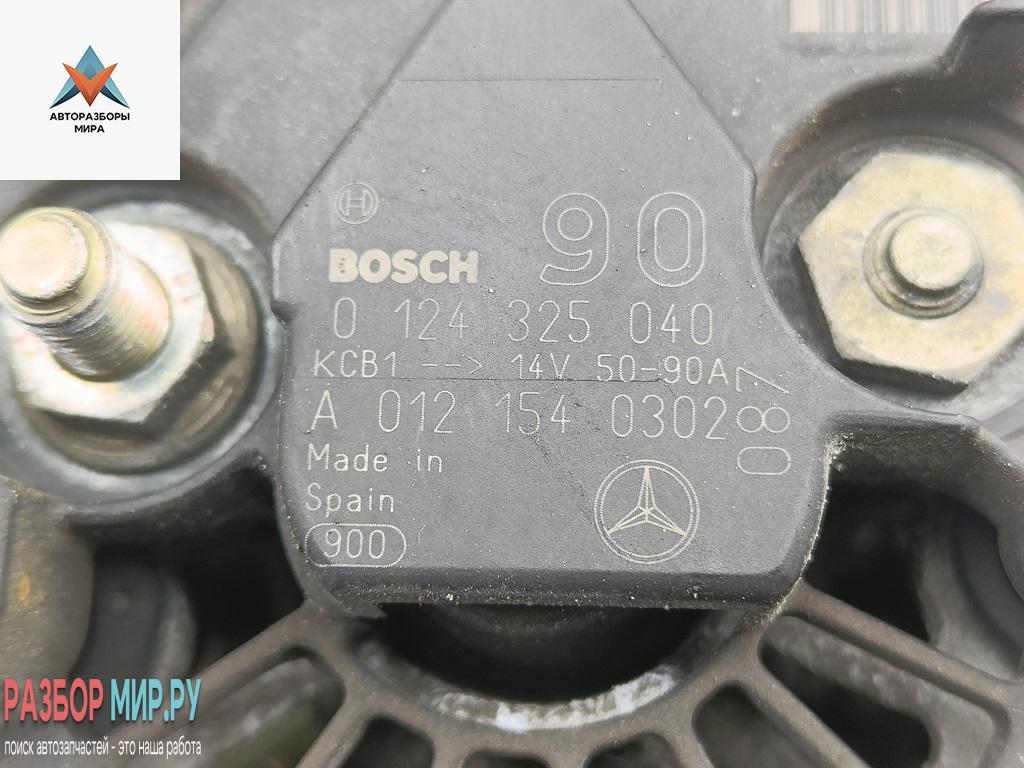 АВТОРАЗБОРЫ
МИРА
H
BOSCH
90
0 124 325 040
KCB1 --> 14V 50-90A
A 012 154 0302
087
Made in
Spain
900
РАЗБОР МИР.РУ
поиск автозапчастей - это наша работа